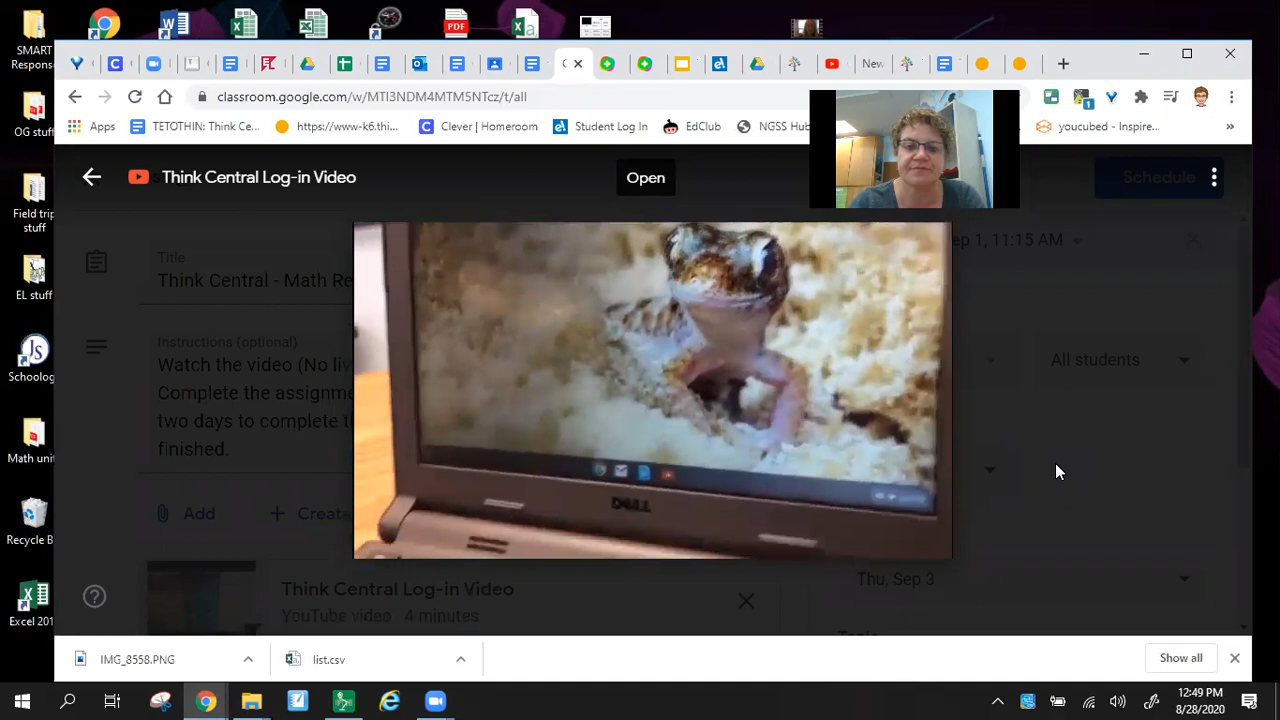 SMART
Respons
OG stuff
Field trip
stuff
EL stuff
Schoolog
Math uni
Recycle B
Excel 201
PDF
New
classroom.google.com/w/MTI3NDM4MTM5NTcz/t/all
Apps
TETOTHIN: Think Ce...
https://www-k6.thi...
Clever | Homeroom
Student Log In
EdClub
NGSS Hub
youcubed - Inspire...
Think Central Log-in Video
Open
Schedule
Title
Think Central - Math Re
ep 1, 11:15 AM
Instructions (optional)
Watch the video (No li
Complete the assignme
two days to complete t
finished.
All students
Add
Create
DELL
Think Central Log-in Video
YouTube video 4 minutes
Thu, Sep 3
Topic
IMG_8558.PNG
list.csv
Show all
12:49 PM
8/28/2020